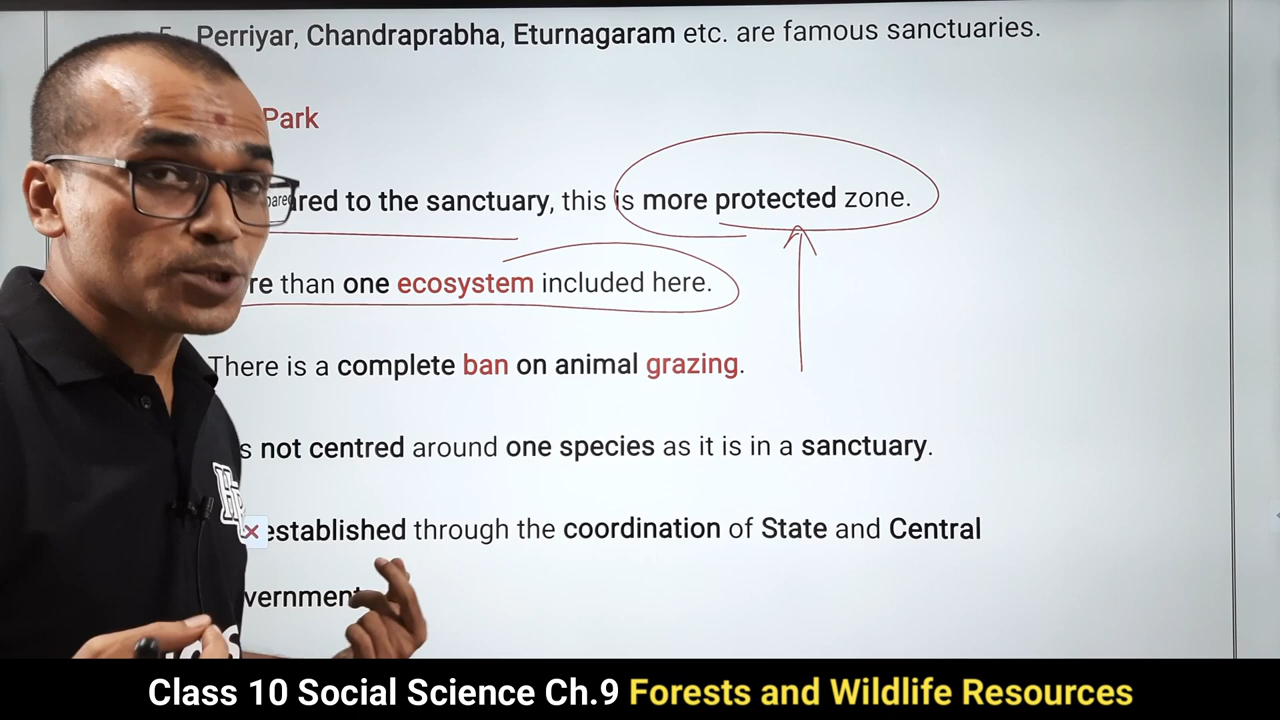 Perriyar, Chandraprabha, Eturnagaram etc. are famous sanctuaries.
Park
ared to the sanctuary, this is more protected zone.
re than one ecosystem included here.
There is a complete ban on animal grazing.
s not centred around one species as it is in a sanctuary.
established through the coordination of State and Central
vernment
Class 10 Social Science Ch.9 Forests and Wildlife Resources